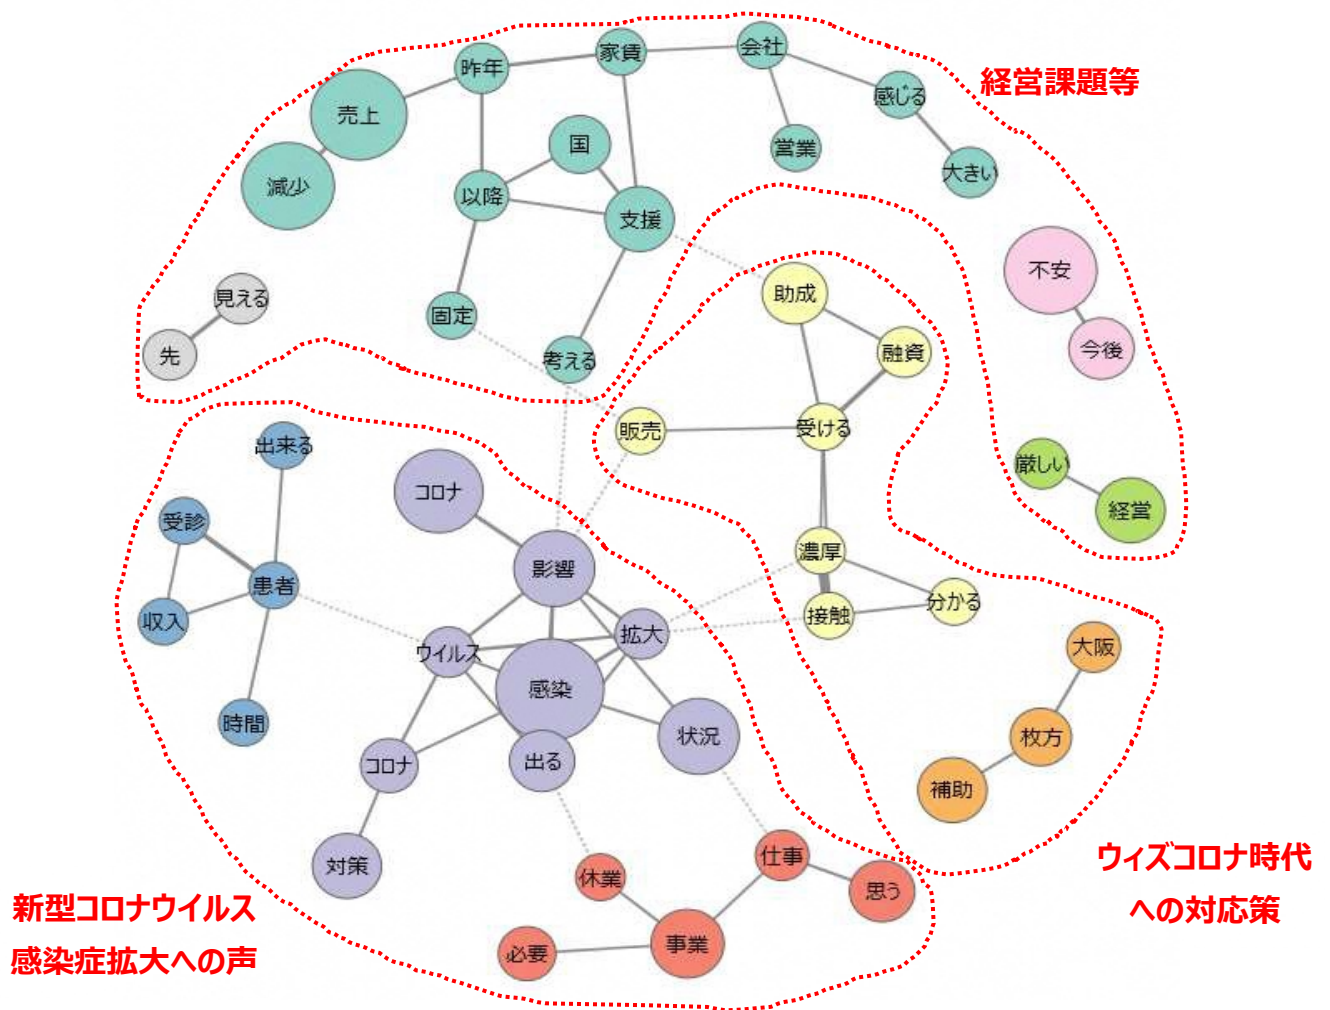 家賃
会社
昨年
経営課題等
感じる
売上
国
営業
大きい
減少
以降
支援
不安
見える
助成
固定
今後
先
考える
融資
販売
受ける
出来る
厳しい
コロナ
経営
受診
濃厚
影響
患者
分かる
接触
収入
拡大
大阪
ウイルス
感染
時間
状況
枚方
出る
コロナ
補助
仕事
ウィズコロナ時代
への対応策
対策
休業
思う
新型コロナウイルス
感染症拡大への声
事業
必要